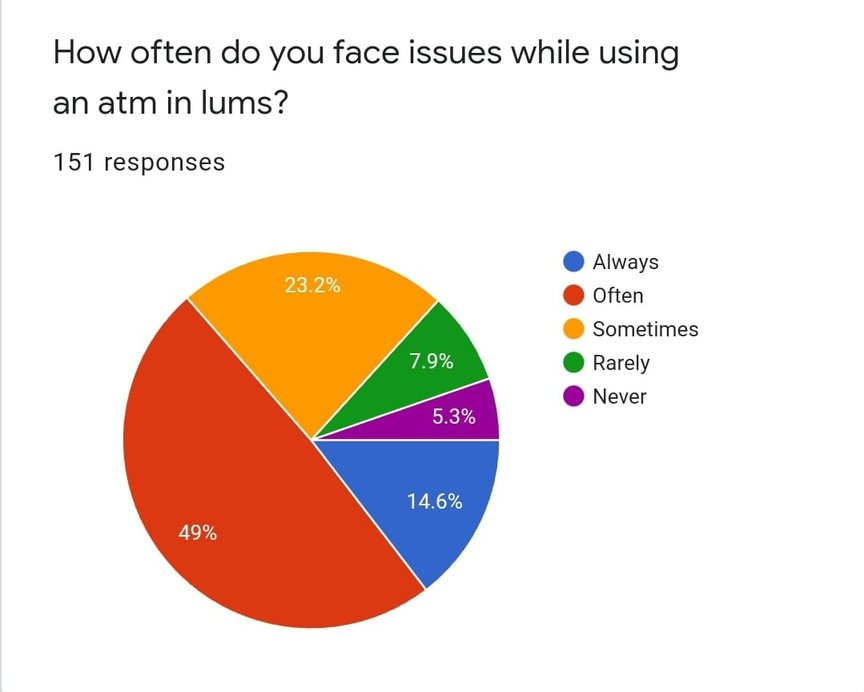 How often do you face issues while using
an atm in lums?
151 responses
23.2%
7.9%
5.3%
14.6%
49%
Always
Often
Sometimes
Rarely
Never